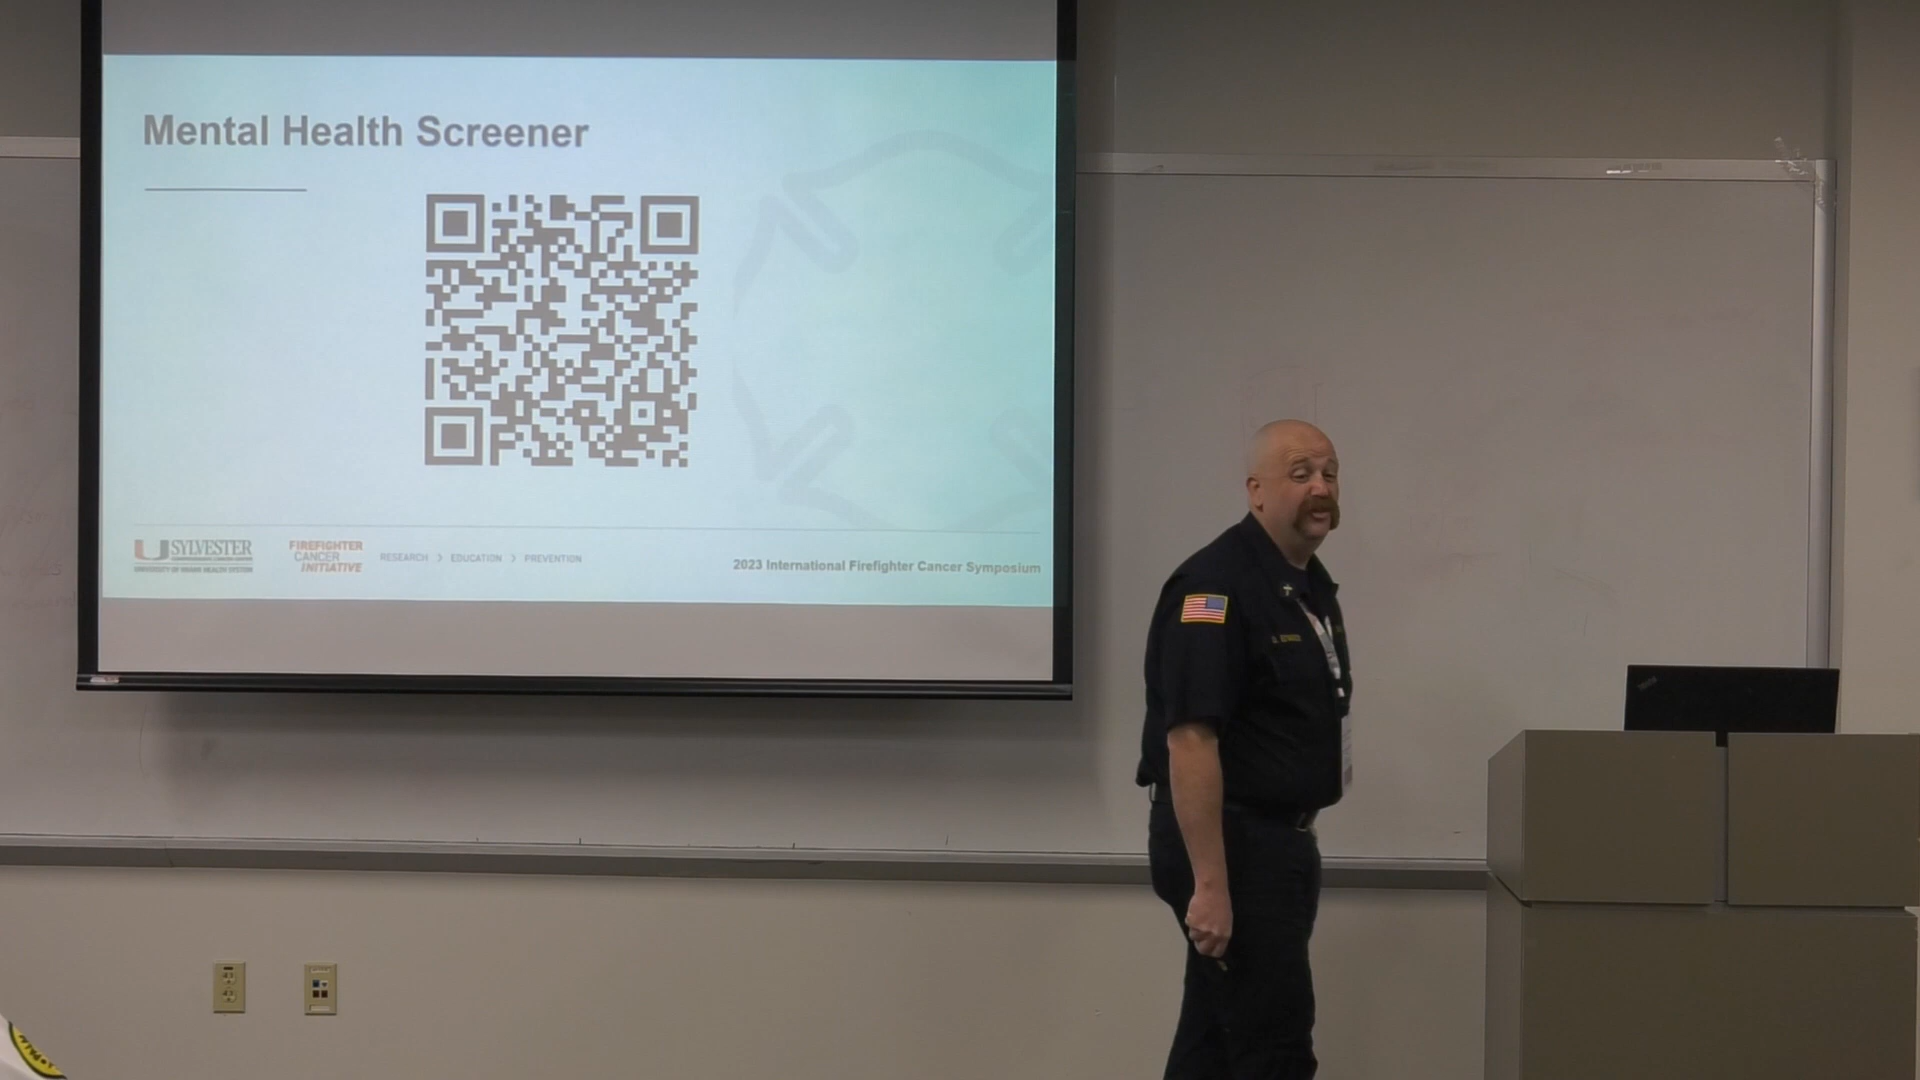 Mental Health Screener
SYLVESTER
UNIVERSITY OF MIAMI HEALTH SYSTEM
FIREFIGHTER
CANCER
INITIATIVE
RESEARCH > EDUCATION > PREVENTION
2023 International Firefighter Cancer Symposium